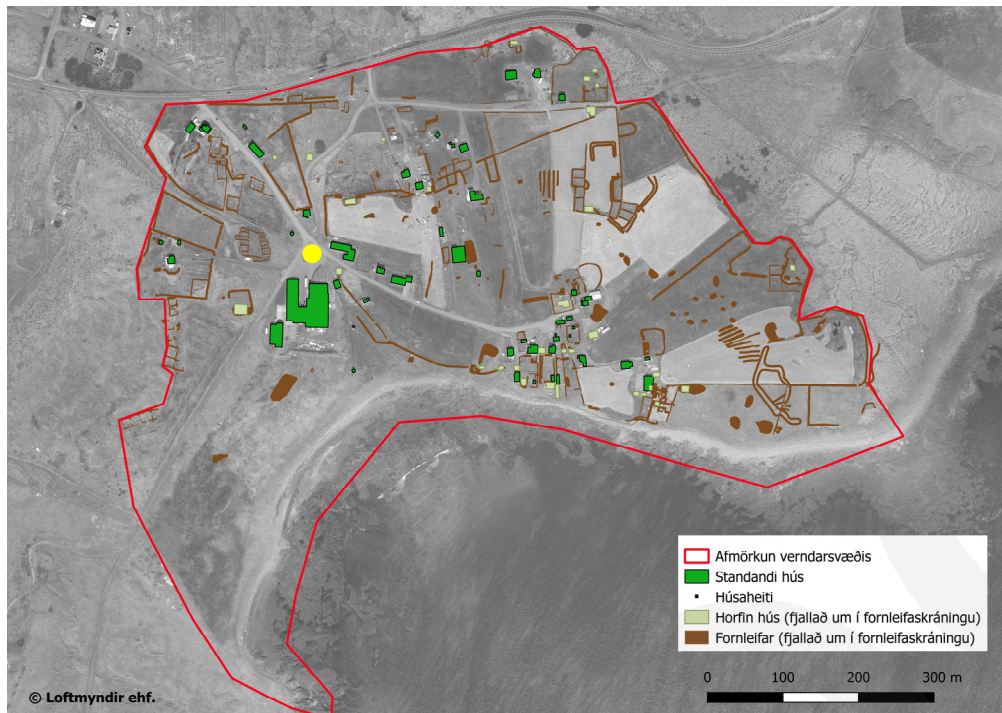 Afmörkun verndarsvæðis
Standandi hús
Húsaheiti
Horfin hús (fjallað um í fornleifaskráningu)
Fornleifar (fjallað um í fornleifaskráningu)
0 100 200 300 m
© Loftmyndir ehf.